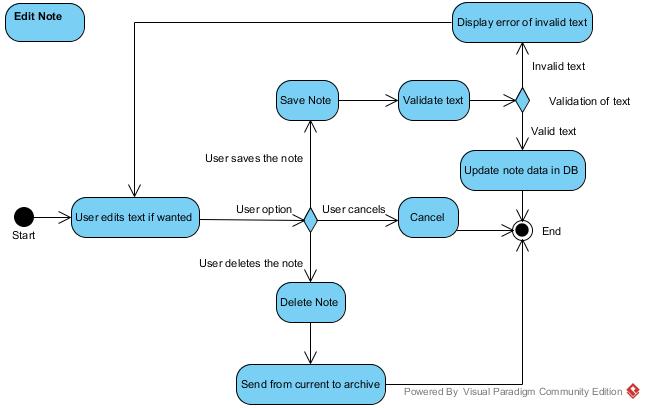 Edit Note
Display error of invalid text
Invalid text
Save Note
Validate text
Validation of text
Valid text
User saves the note
Update note data in DB
User edits text if wanted
User option
User cancels
Cancel
Start
End
User deletes the note
Delete Note
Send from current to archive
Powered By Visual Paradigm Community Edition